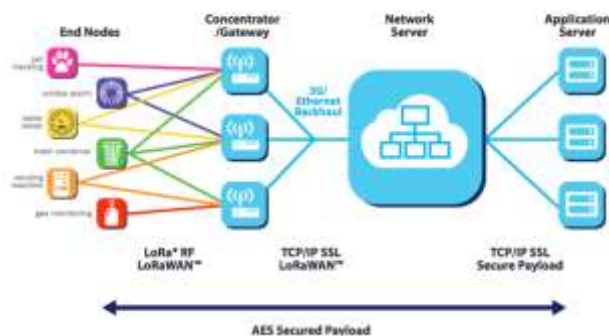 End Nodes
Concentrator
/Gateway
Network
Server
Application
Server
pet
tracking
smoke alarm
water
meter
trash container
vending
machine
gas monitoring
3G/
Ethernet
Backhaul
LoRa® RF
LoRaWAN™
TCP/IP SSL
LoRaWAN™
TCP/IP SSL
Secure Payload
AES Secured Payload